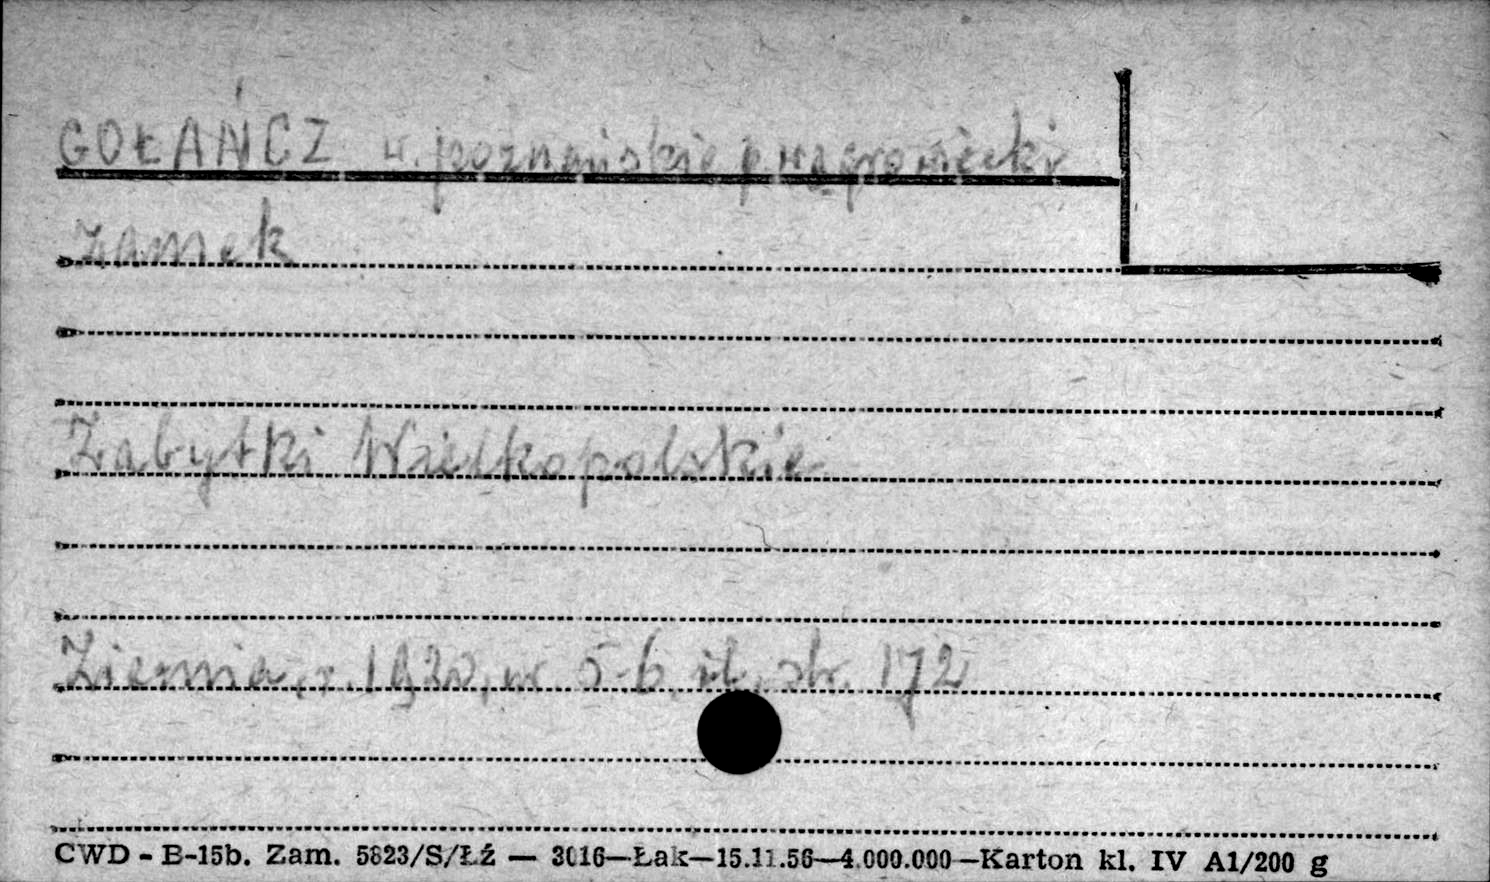 GOŁAŃCZ w. poznańskie p. wągrowiecki
Zamek
Zabytki Wielkopolskie
Ziemia, r. 1920, nr 5-6, il., str. 172
CWD - B-15b. Zam. 5823/S/Łź — 3016—Łak—15.11.56—4.000.000—Karton kl. IV A1/200 g